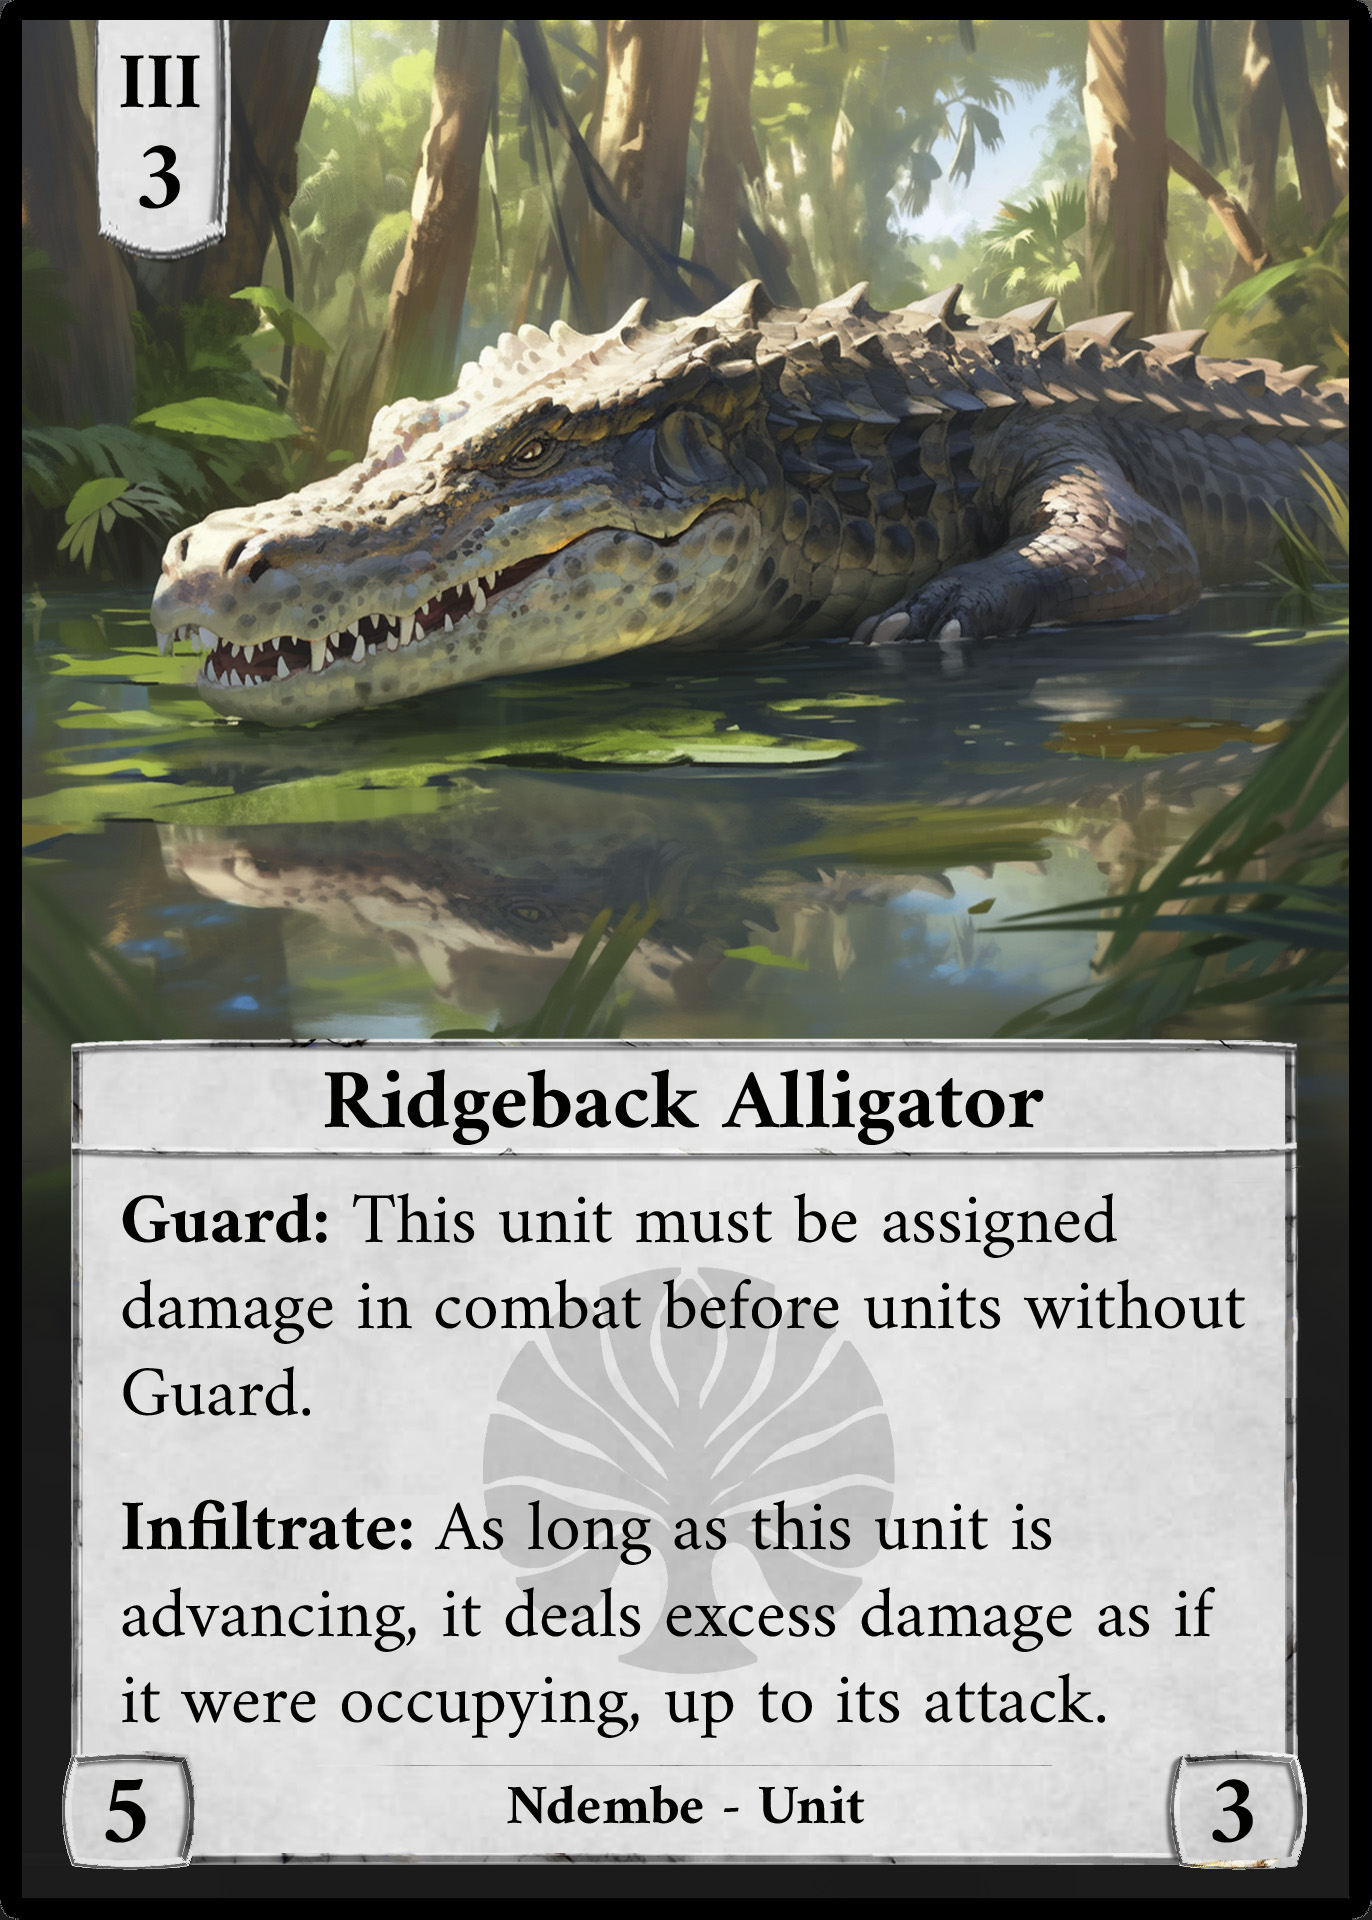 III
3
Ridgeback Alligator
Guard: This unit must be assigned
damage in combat before units without
Guard.
Infiltrate: As long as this unit is
advancing, it deals excess damage as if
it were occupying, up to its attack.
5
Ndembe - Unit
3